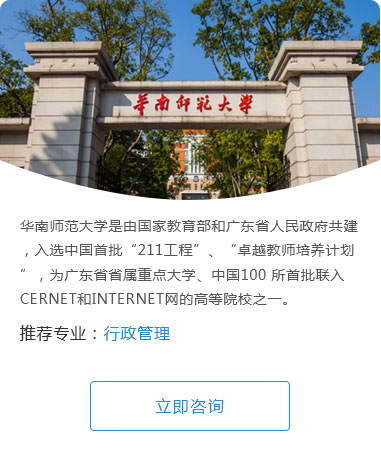 华南师范大学
华南师范大学是由国家教育部和广东省人民政府共建
，入选中国首批“211工程”、“卓越教师培养计划
”，为广东省省属重点大学、中国100 所首批联入
CERNET和INTERNET网的高等院校之一。
推荐专业：行政管理
立即咨询